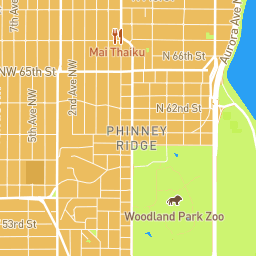 7th Ave
Mai Thaiku
N 66th St
Aurora Ave N
NW 65th St
5th Ave NW
2nd Ave NW
N 62nd St
PHINNEY
RIDGE
Woodland Park Zoo
53rd St